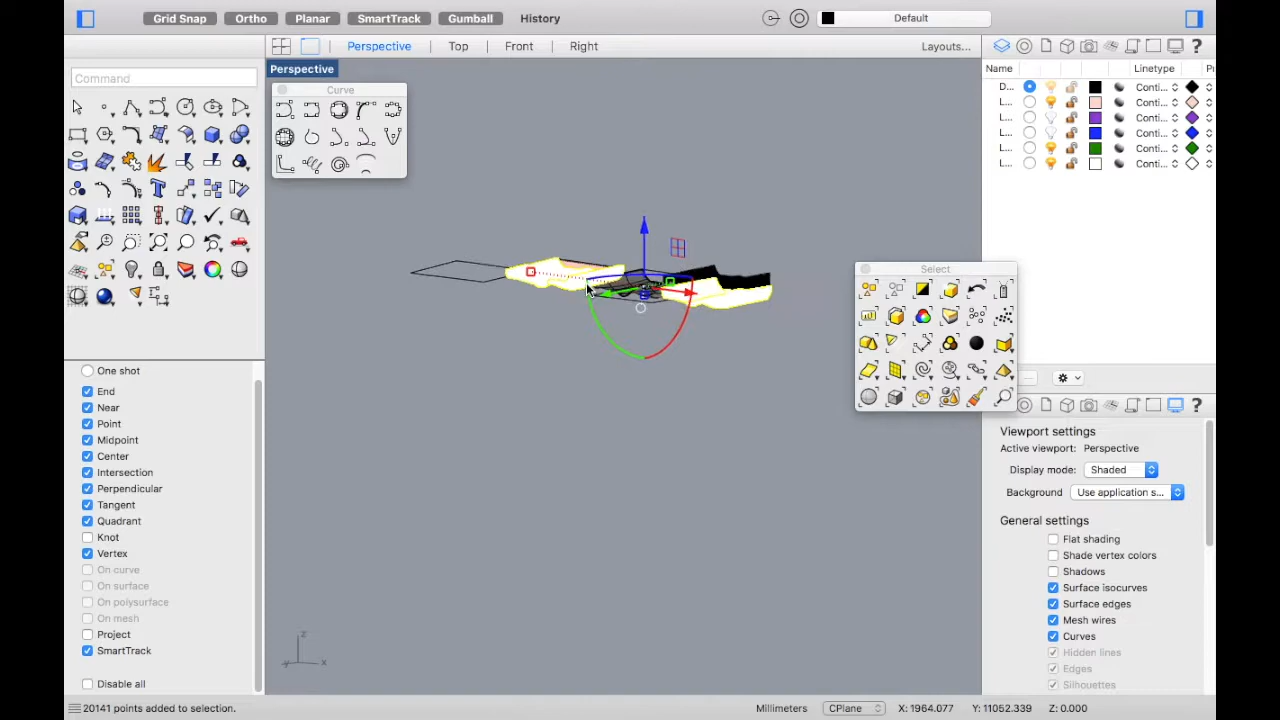 Grid Snap Ortho Planar SmartTrack Gumball History Default
Perspective Top Front Right Layouts...
Perspective
Command
Curve
Name Linetype
D... Conti...
L... Conti...
L... Conti...
L... Conti...
L... Conti...
L... Conti...
Select
One shot
End
Near
Point
Midpoint
Center
Intersection
Perpendicular
Tangent
Quadrant
Knot
Vertex
On curve
On surface
On polysurface
On mesh
Project
SmartTrack
Disable all
Viewport settings
Active viewport: Perspective
Display mode: Shaded
Background Use application s...
General settings
Flat shading
Shade vertex colors
Shadows
Surface isocurves
Surface edges
Mesh wires
Curves
Hidden lines
Edges
Silhouettes
z
y x
20141 points added to selection. Millimeters CPlane X: 1964.077 Y: 11052.339 Z: 0.000